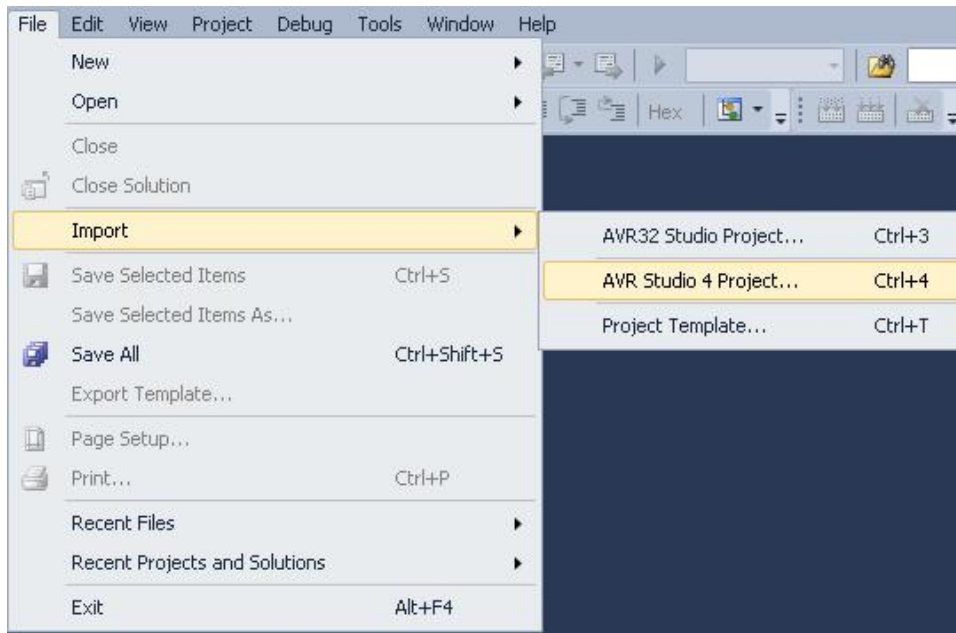 File Edit View Project Debug Tools Window Help
New
Open
Hex
Close
Close Solution
Import
AVR32 Studio Project... Ctrl+3
AVR Studio 4 Project... Ctrl+4
Project Template... Ctrl+T
Save Selected Items Ctrl+S
Save Selected Items As...
Save All Ctrl+Shift+S
Export Template...
Page Setup...
Print... Ctrl+P
Recent Files
Recent Projects and Solutions
Exit Alt+F4